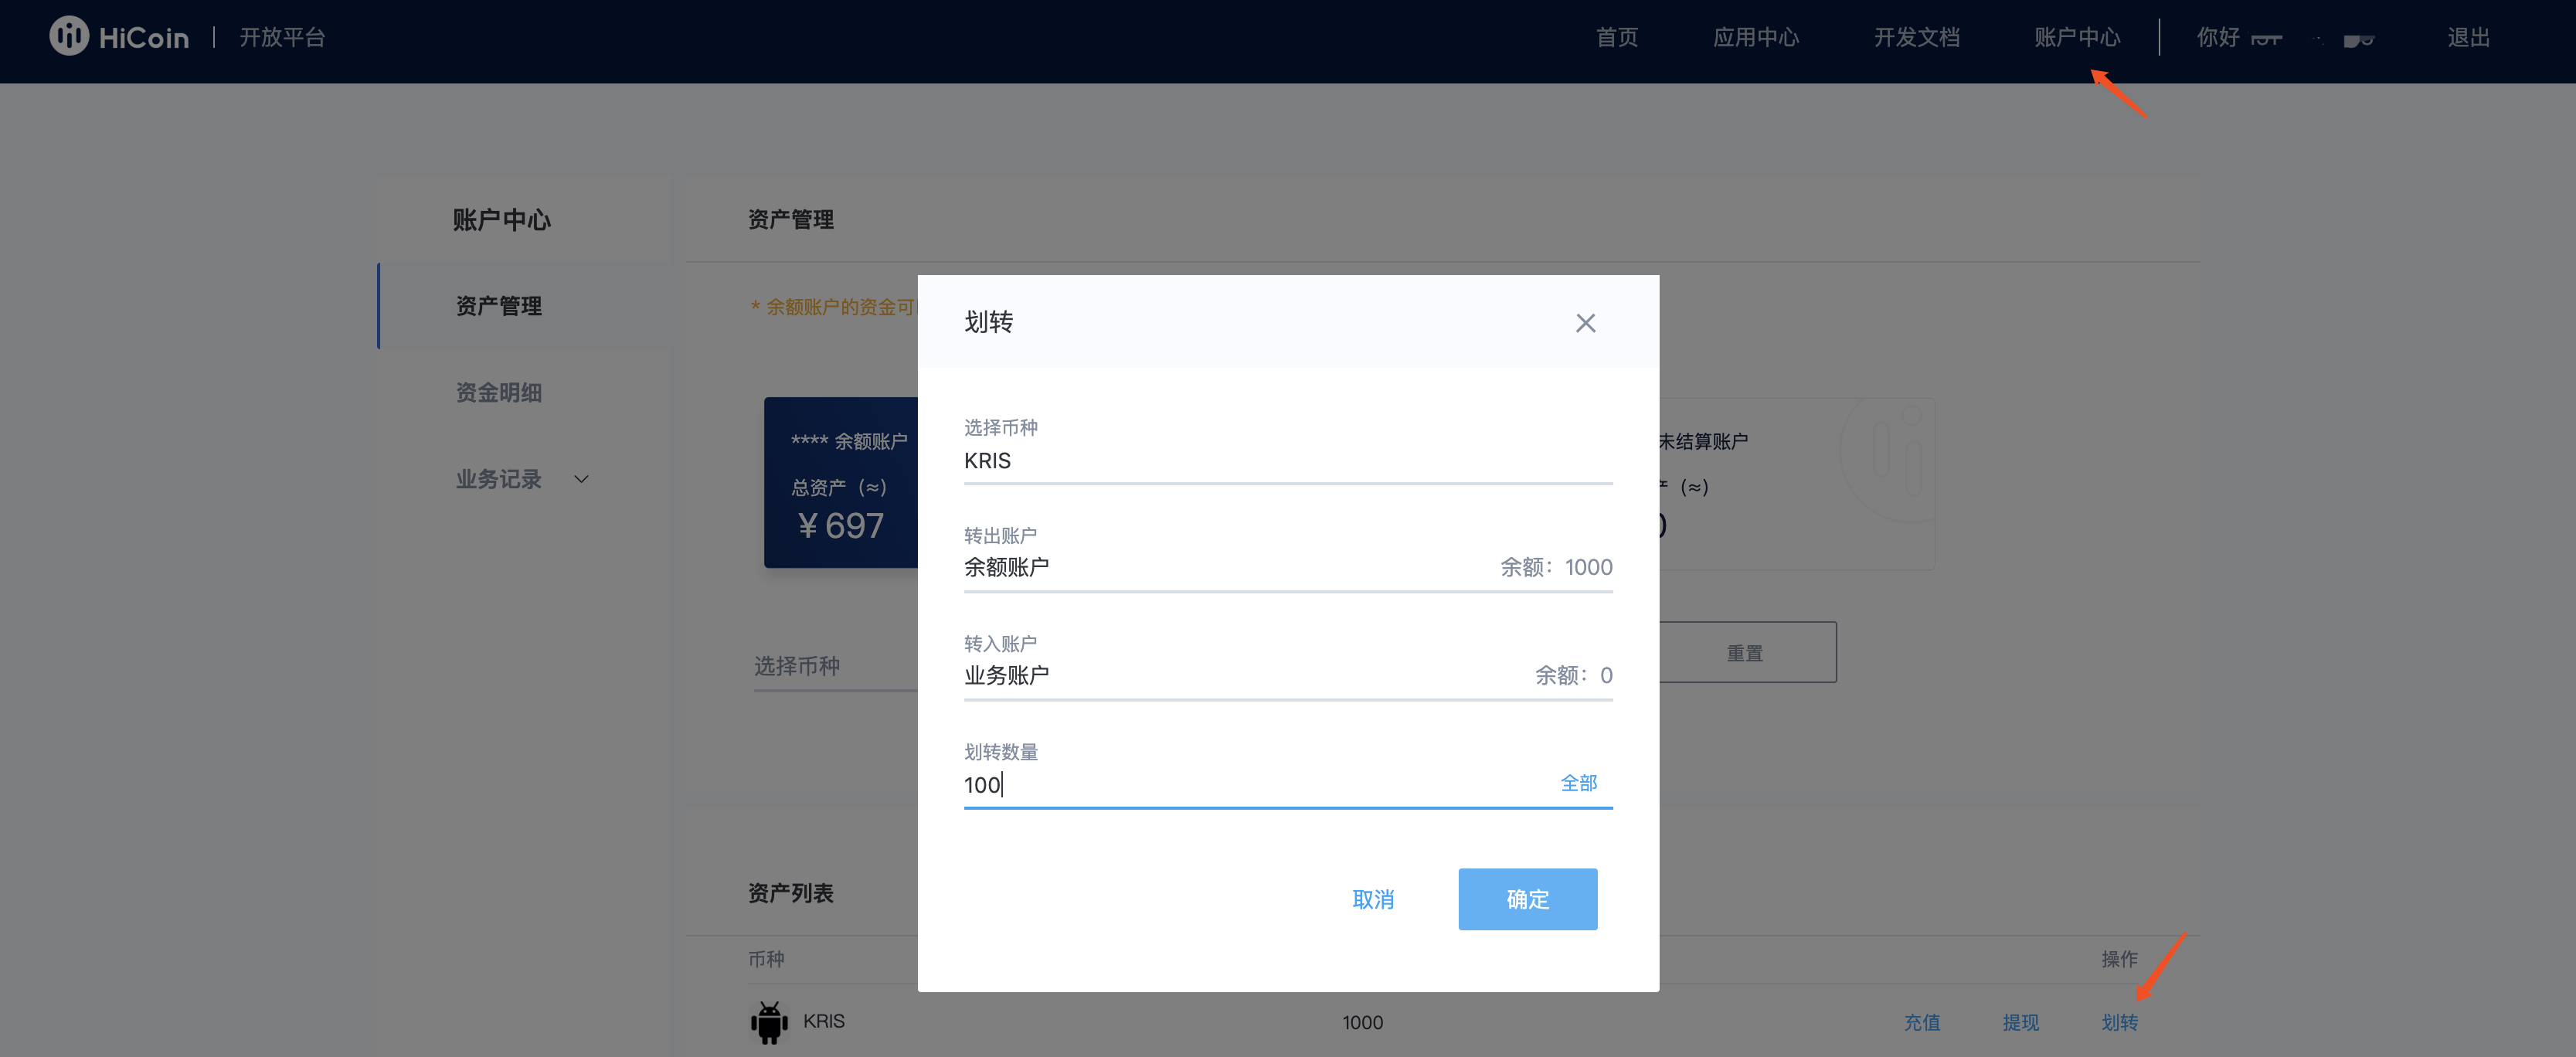 HiCoin | 开放平台
首页 应用中心 开发文档 账户中心 你好 退出
账户中心
资产管理
资金明细
业务记录
资产管理
* 余额账户的资金可
**** 余额账户
总资产（≈）
¥ 697
未结算账户
（≈）
选择币种
重置
划转
选择币种
KRIS
转出账户
余额账户 余额：1000
转入账户
业务账户 余额：0
划转数量
100 全部
取消 确定
资产列表
币种 操作
KRIS 1000 充值 提现 划转